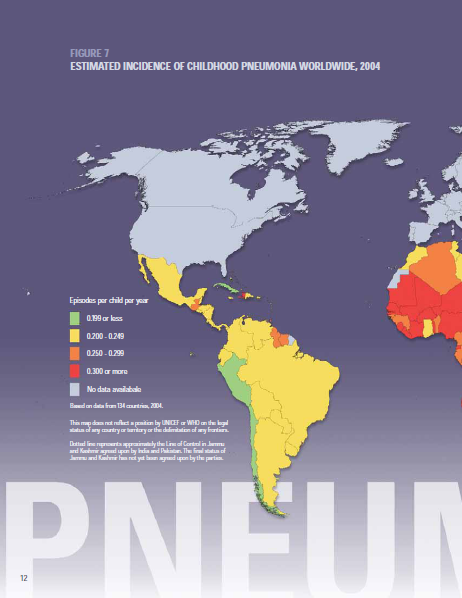 FIGURE 7
ESTIMATED INCIDENCE OF CHILDHOOD PNEUMONIA WORLDWIDE, 2004
Episodes per child per year
0.199 or less
0.200 - 0.249
0.250 - 0.299
0.300 or more
No data availabale
Based on data from 134 countries, 2004.
This map does not reflect a position by UNICEF or WHO on the legal
status of any country or territory or the delimitation of any frontiers.
Dotted line represents approximately the Line of Control in Jammu
and Kashmir agreed upon by India and Pakistan. The final status of
Jammu and Kashmir has not yet been agreed upon by the parties.
PNEUM
12